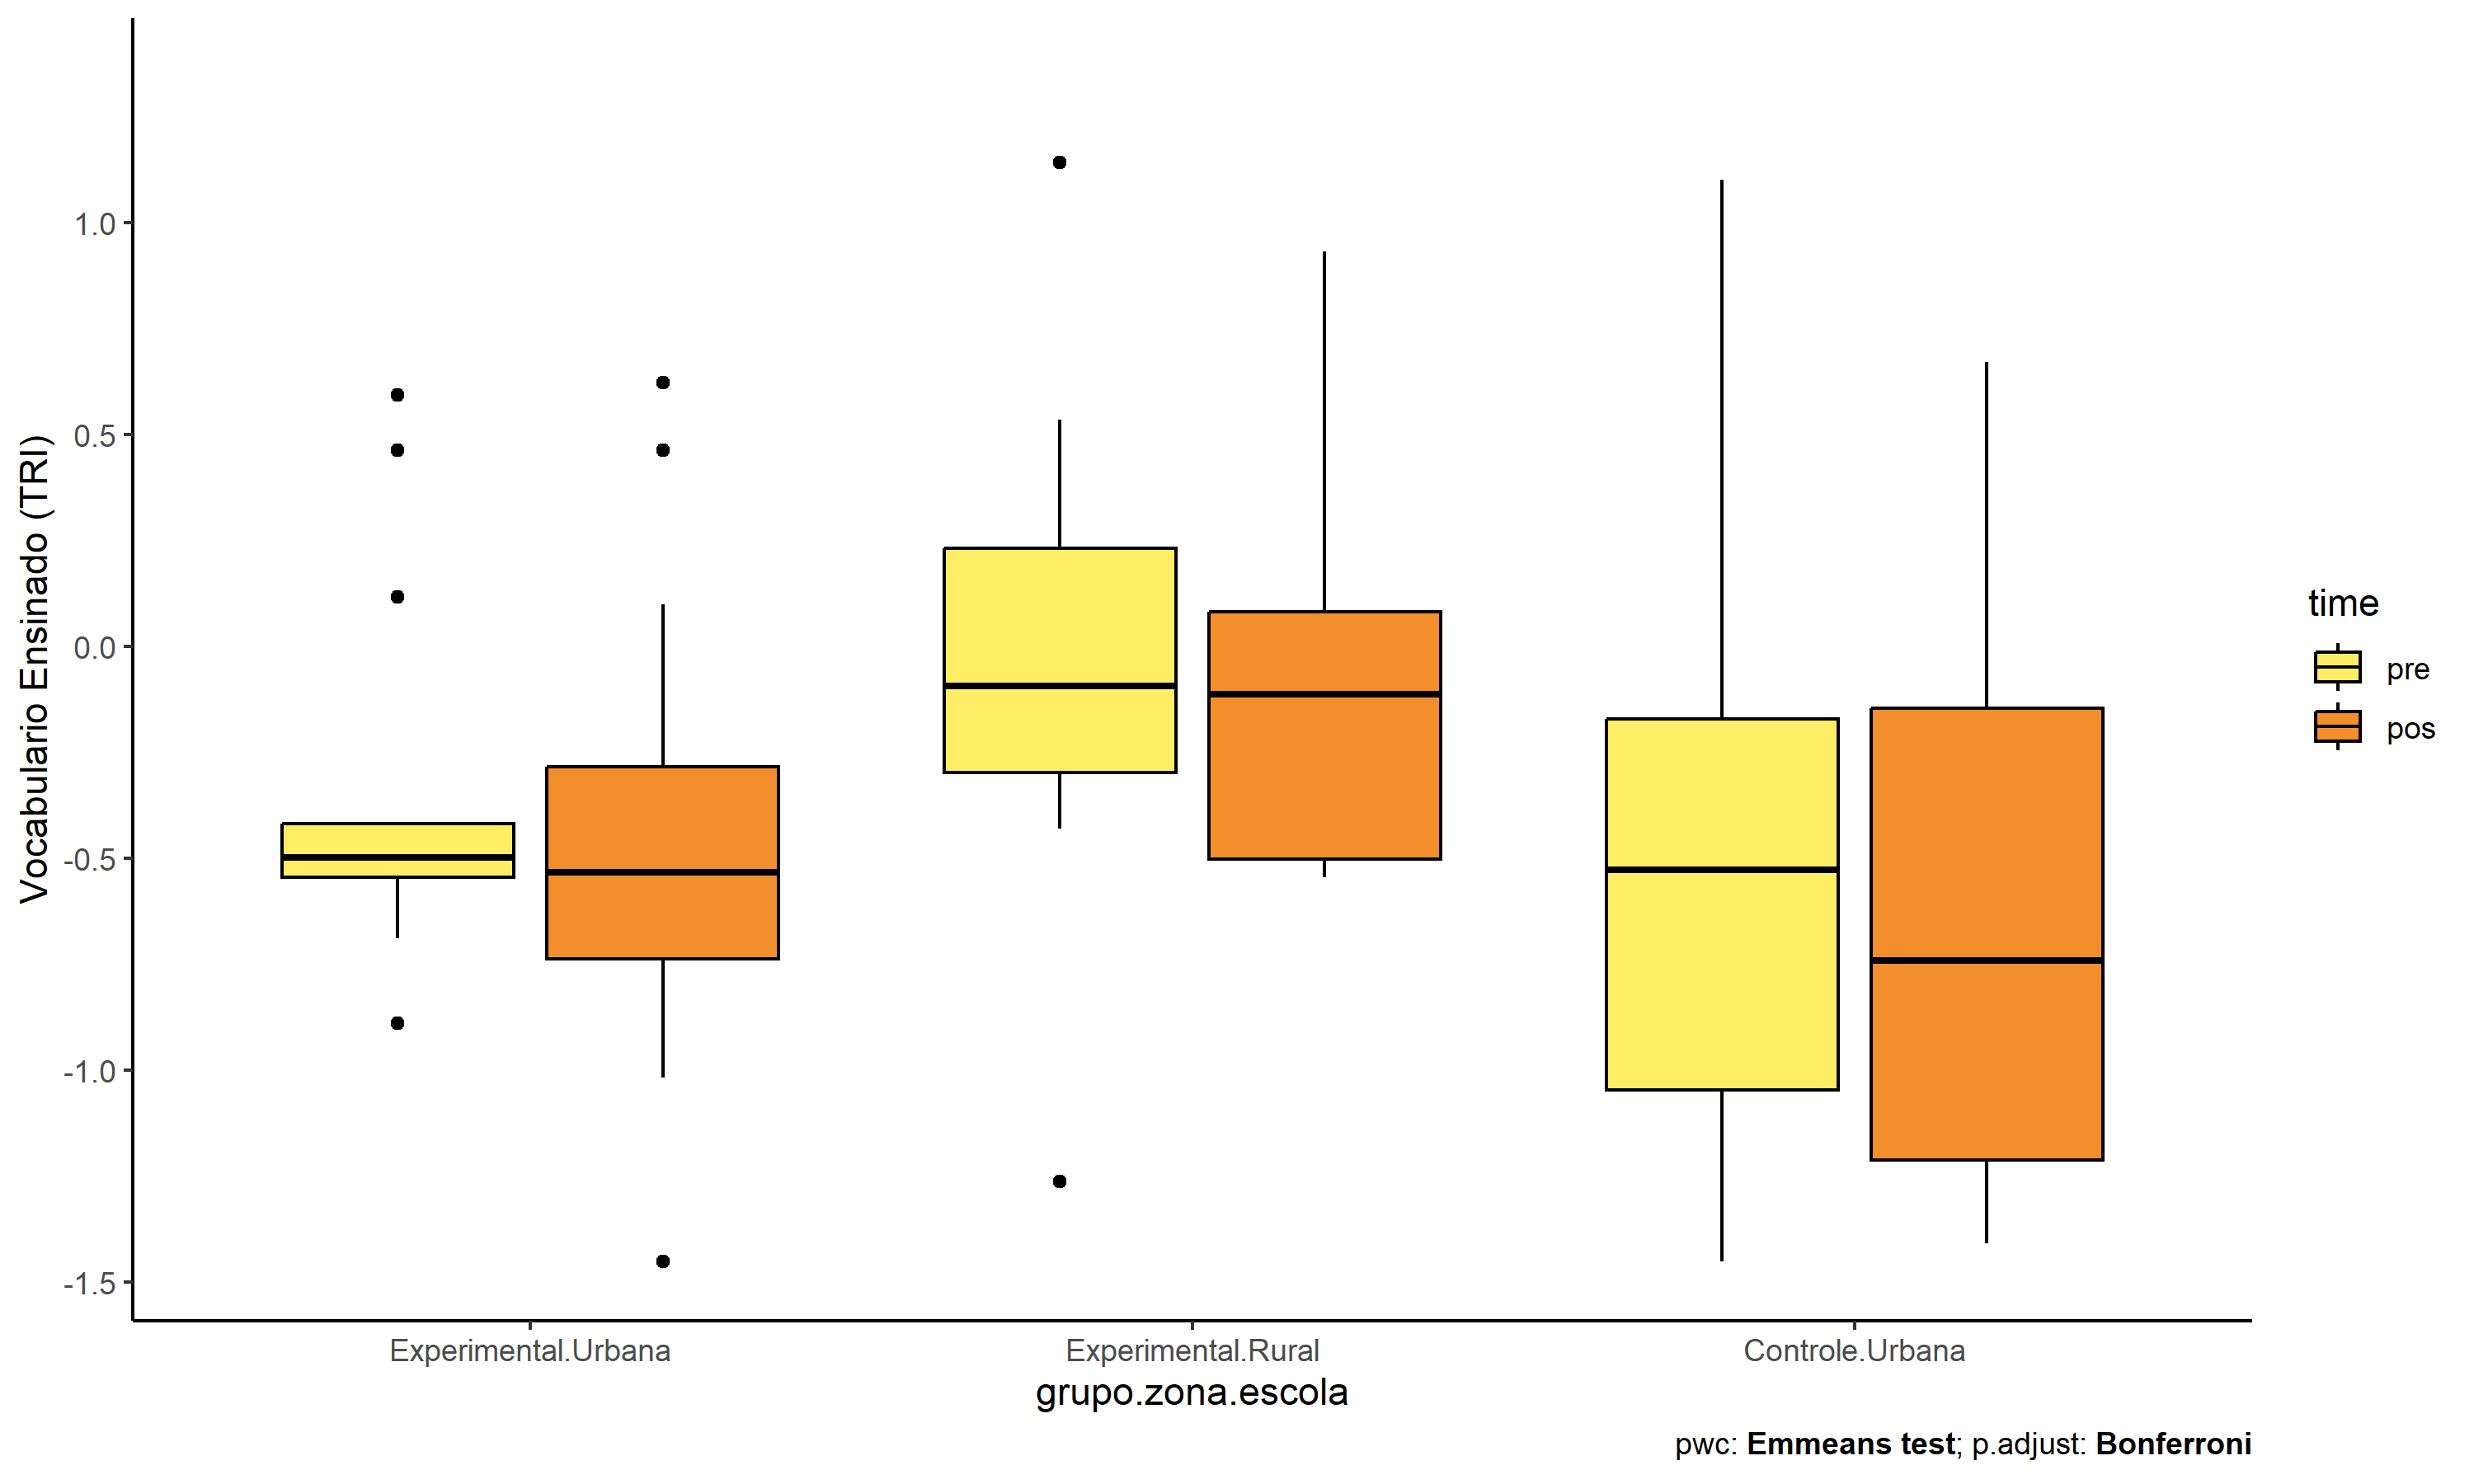 Vocabulario Ensinado (TRI)
1.0
0.5
0.0
-0.5
-1.0
-1.5
Experimental.Urbana
Experimental.Rural
Controle.Urbana
grupo.zona.escola
time
pre
pos
pwc: Emmeans test; p.adjust: Bonferroni